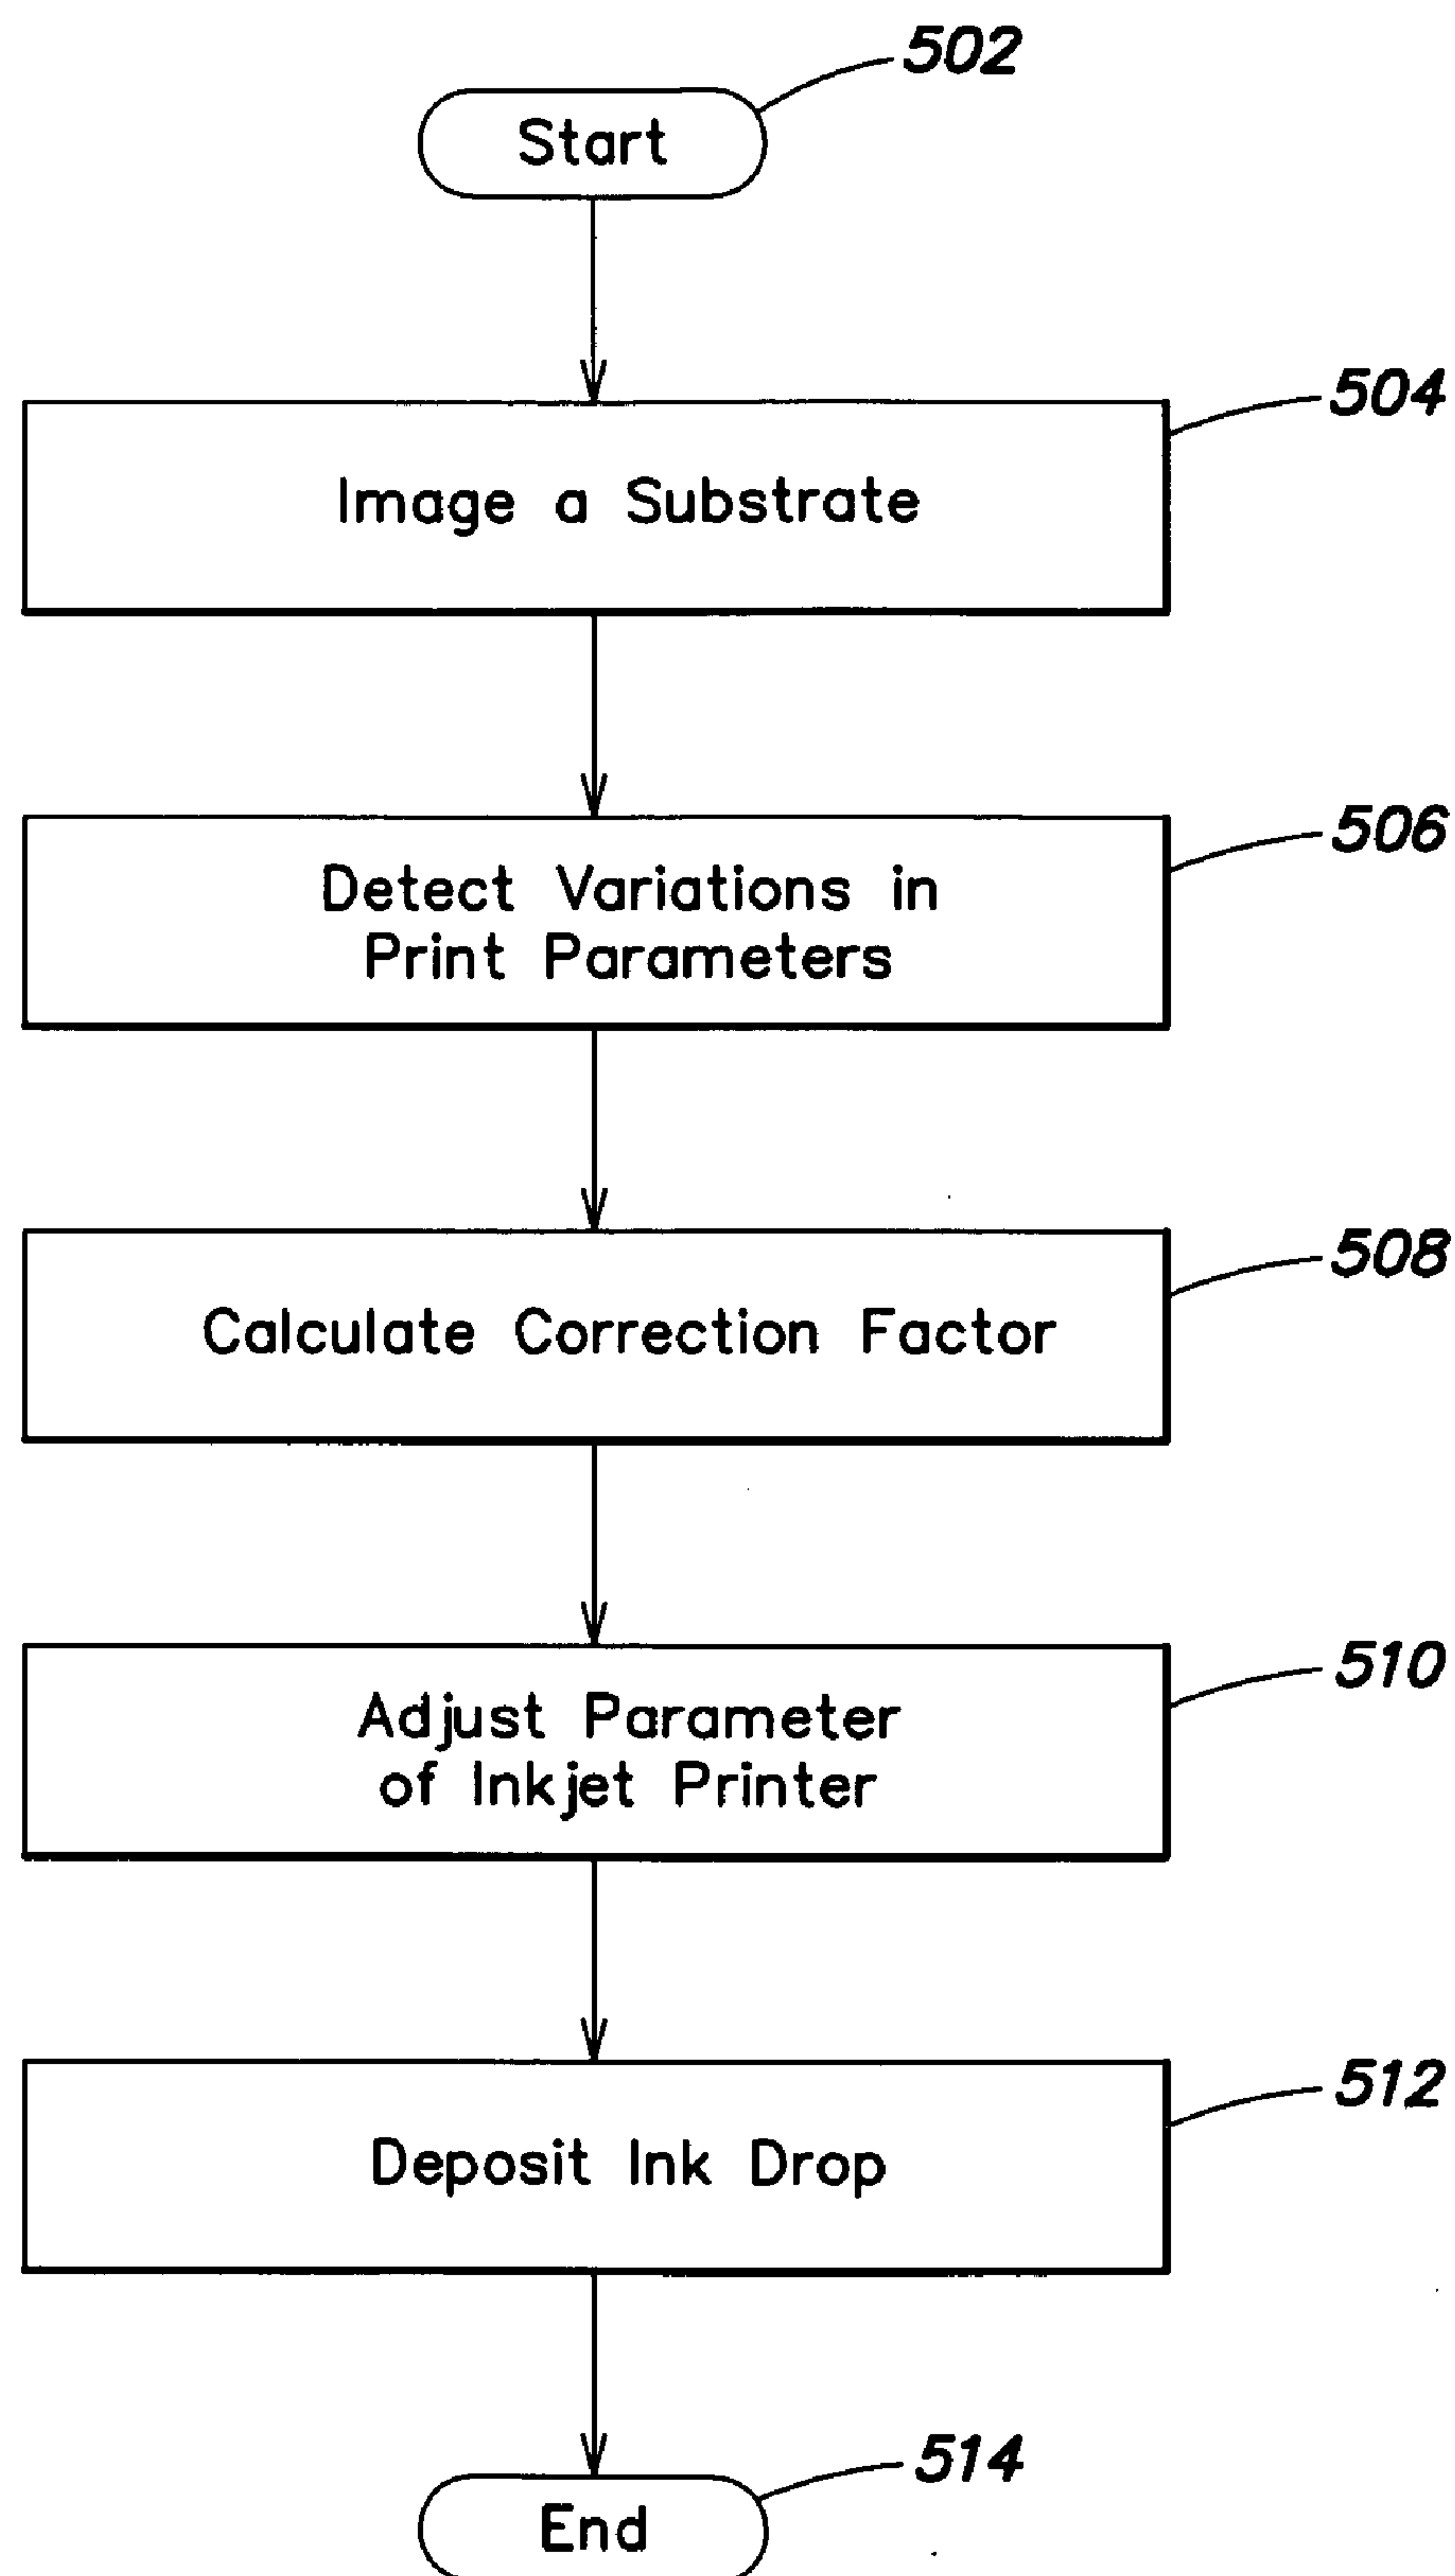 502
Start
504
Image a Substrate
506
Detect Variations in
Print Parameters
508
Calculate Correction Factor
510
Adjust Parameter
of Inkjet Printer
512
Deposit Ink Drop
514
End